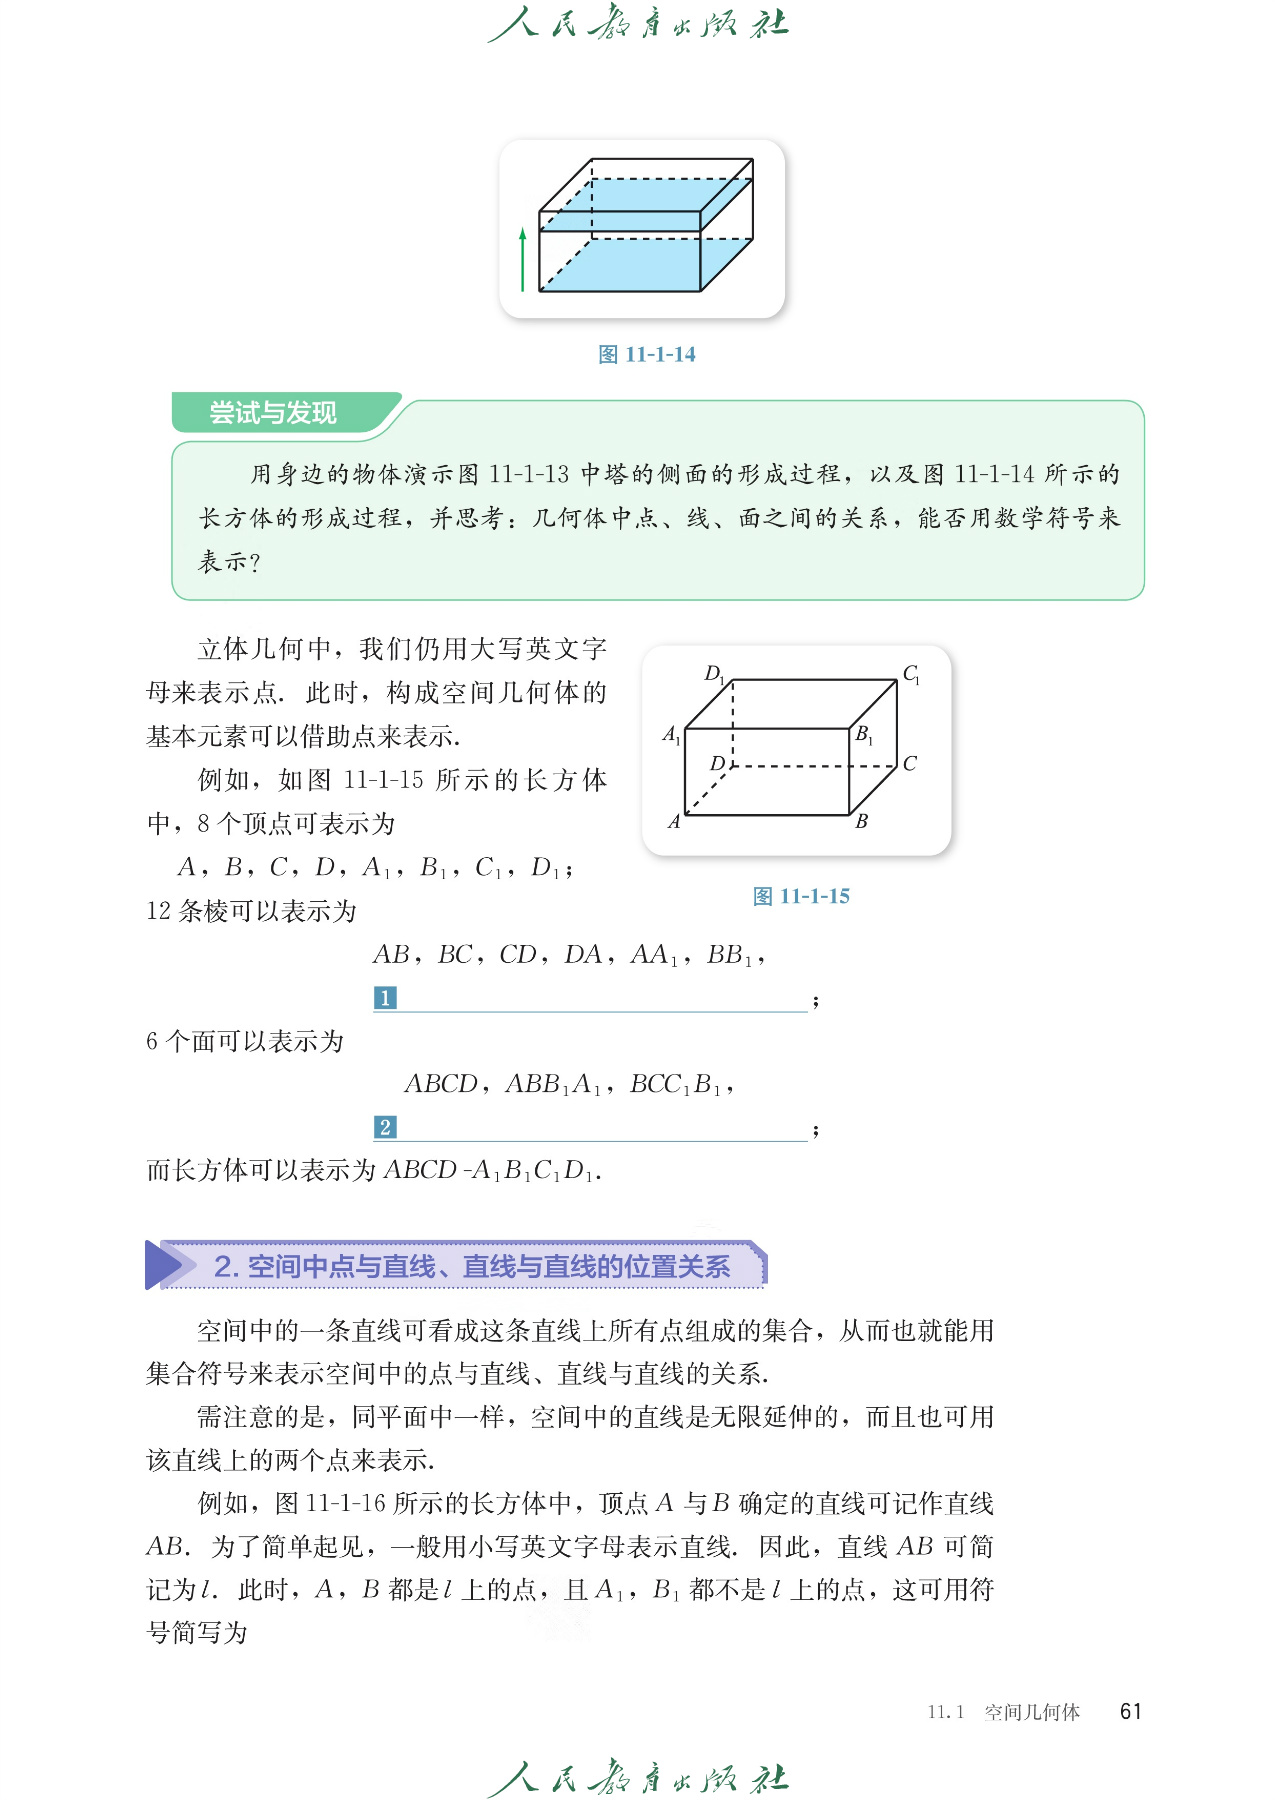 人民教育出版社
图 11-1-14
尝试与发现
用身边的物体演示图 11-1-13 中塔的侧面的形成过程，以及图 11-1-14 所示的
长方体的形成过程，并思考：几何体中点、线、面之间的关系，能否用数学符号来
表示？
立体几何中，我们仍用大写英文字
母来表示点. 此时，构成空间几何体的
基本元素可以借助点来表示.
例如，如图 11-1-15 所示的长方体
中，8 个顶点可表示为
A，B，C，D，A₁，B₁，C₁，D₁；
D₁ C₁
A₁ B₁
D C
A B
图 11-1-15
12 条棱可以表示为
AB，BC，CD，DA，AA₁，BB₁，
1 ；
6 个面可以表示为
ABCD，ABB₁A₁，BCC₁B₁，
2 ；
而长方体可以表示为 ABCD-A₁B₁C₁D₁.
2. 空间中点与直线、直线与直线的位置关系
空间中的一条直线可看成这条直线上所有点组成的集合，从而也就能用
集合符号来表示空间中的点与直线、直线与直线的关系.
需注意的是，同平面中一样，空间中的直线是无限延伸的，而且也可用
该直线上的两个点来表示.
例如，图 11-1-16 所示的长方体中，顶点 A 与 B 确定的直线可记作直线
AB. 为了简单起见，一般用小写英文字母表示直线. 因此，直线 AB 可简
记为 l. 此时，A，B 都是 l 上的点，且 A₁，B₁ 都不是 l 上的点，这可用符
号简写为
11.1 空间几何体 61
人民教育出版社